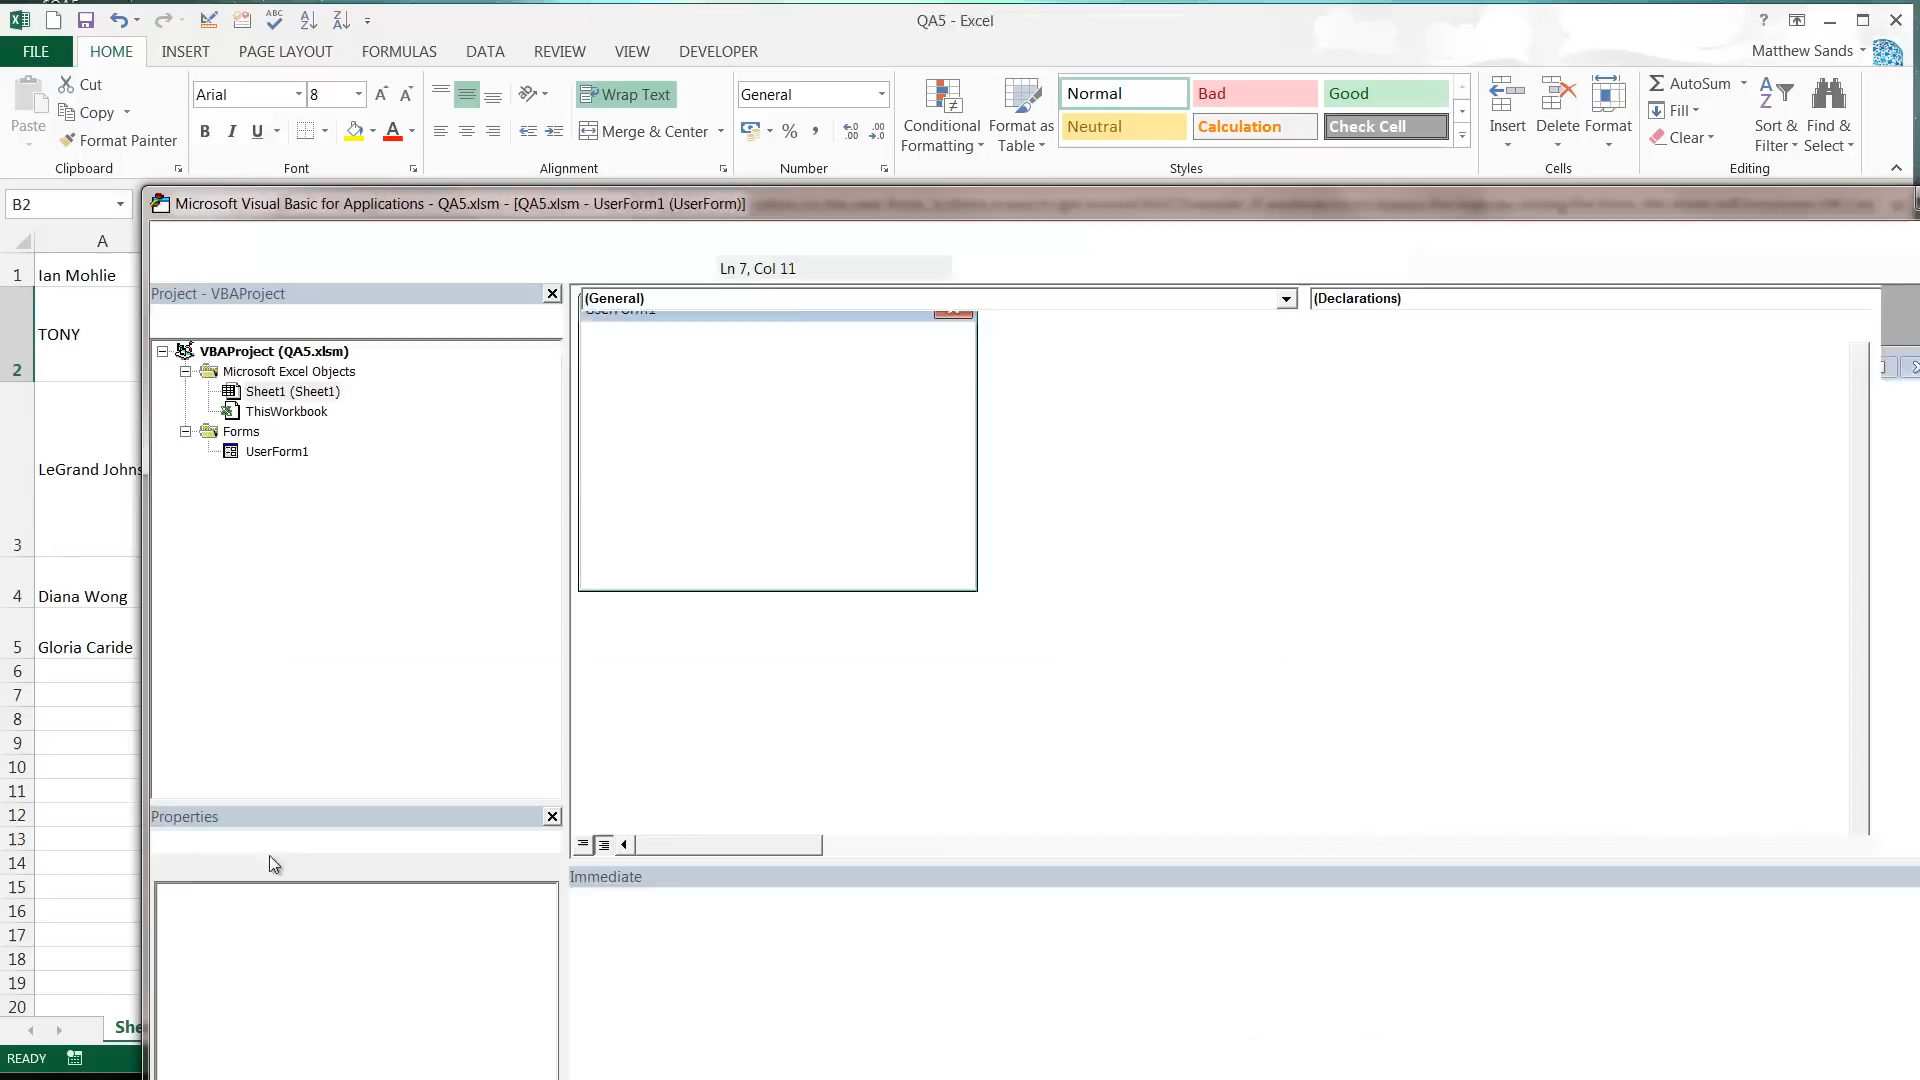 QA5 - Excel
?
Matthew Sands
FILE HOME INSERT PAGE LAYOUT FORMULAS DATA REVIEW VIEW DEVELOPER
Paste
Cut
Copy
Format Painter
Clipboard
Arial 8
B I U
Font
Wrap Text
Merge & Center
Alignment
General
%
Number
Conditional Formatting
Format as Table
Normal Bad Good
Neutral Calculation Check Cell
Styles
Insert Delete Format
Cells
AutoSum
Fill
Clear
Sort & Filter
Find & Select
Editing
B2
Microsoft Visual Basic for Applications - QA5.xlsm - [QA5.xlsm - UserForm1 (UserForm)]
A
Ln 7, Col 11
1 Ian Mohlie
2 TONY
3 LeGrand Johns
4 Diana Wong
5 Gloria Caride
6
7
8
9
10
11
12
13
14
15
16
17
18
19
20
Project - VBAProject
VBAProject (QA5.xlsm)
Microsoft Excel Objects
Sheet1 (Sheet1)
ThisWorkbook
Forms
UserForm1
Properties
(General) (Declarations)
UserForm1
Immediate
She
READY